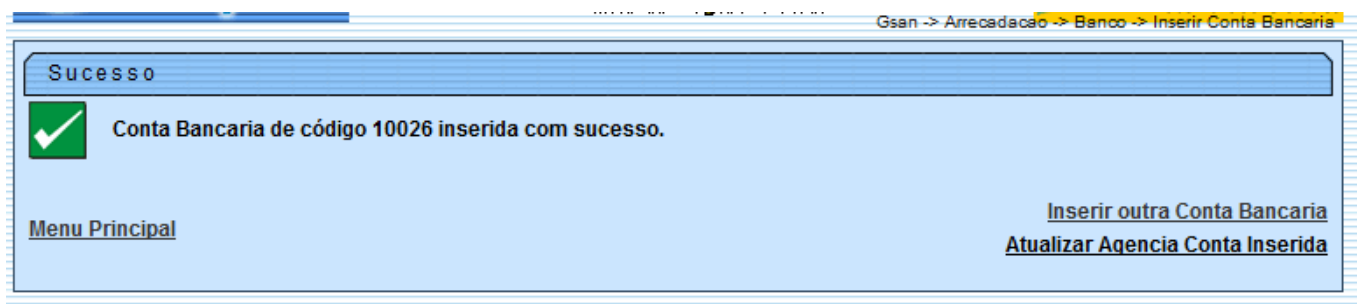 Gsan -> Arrecadacao -> Banco -> Inserir Conta Bancaria
Sucesso
Conta Bancaria de código 10026 inserida com sucesso.
Inserir outra Conta Bancaria
Menu Principal
Atualizar Agencia Conta Inserida